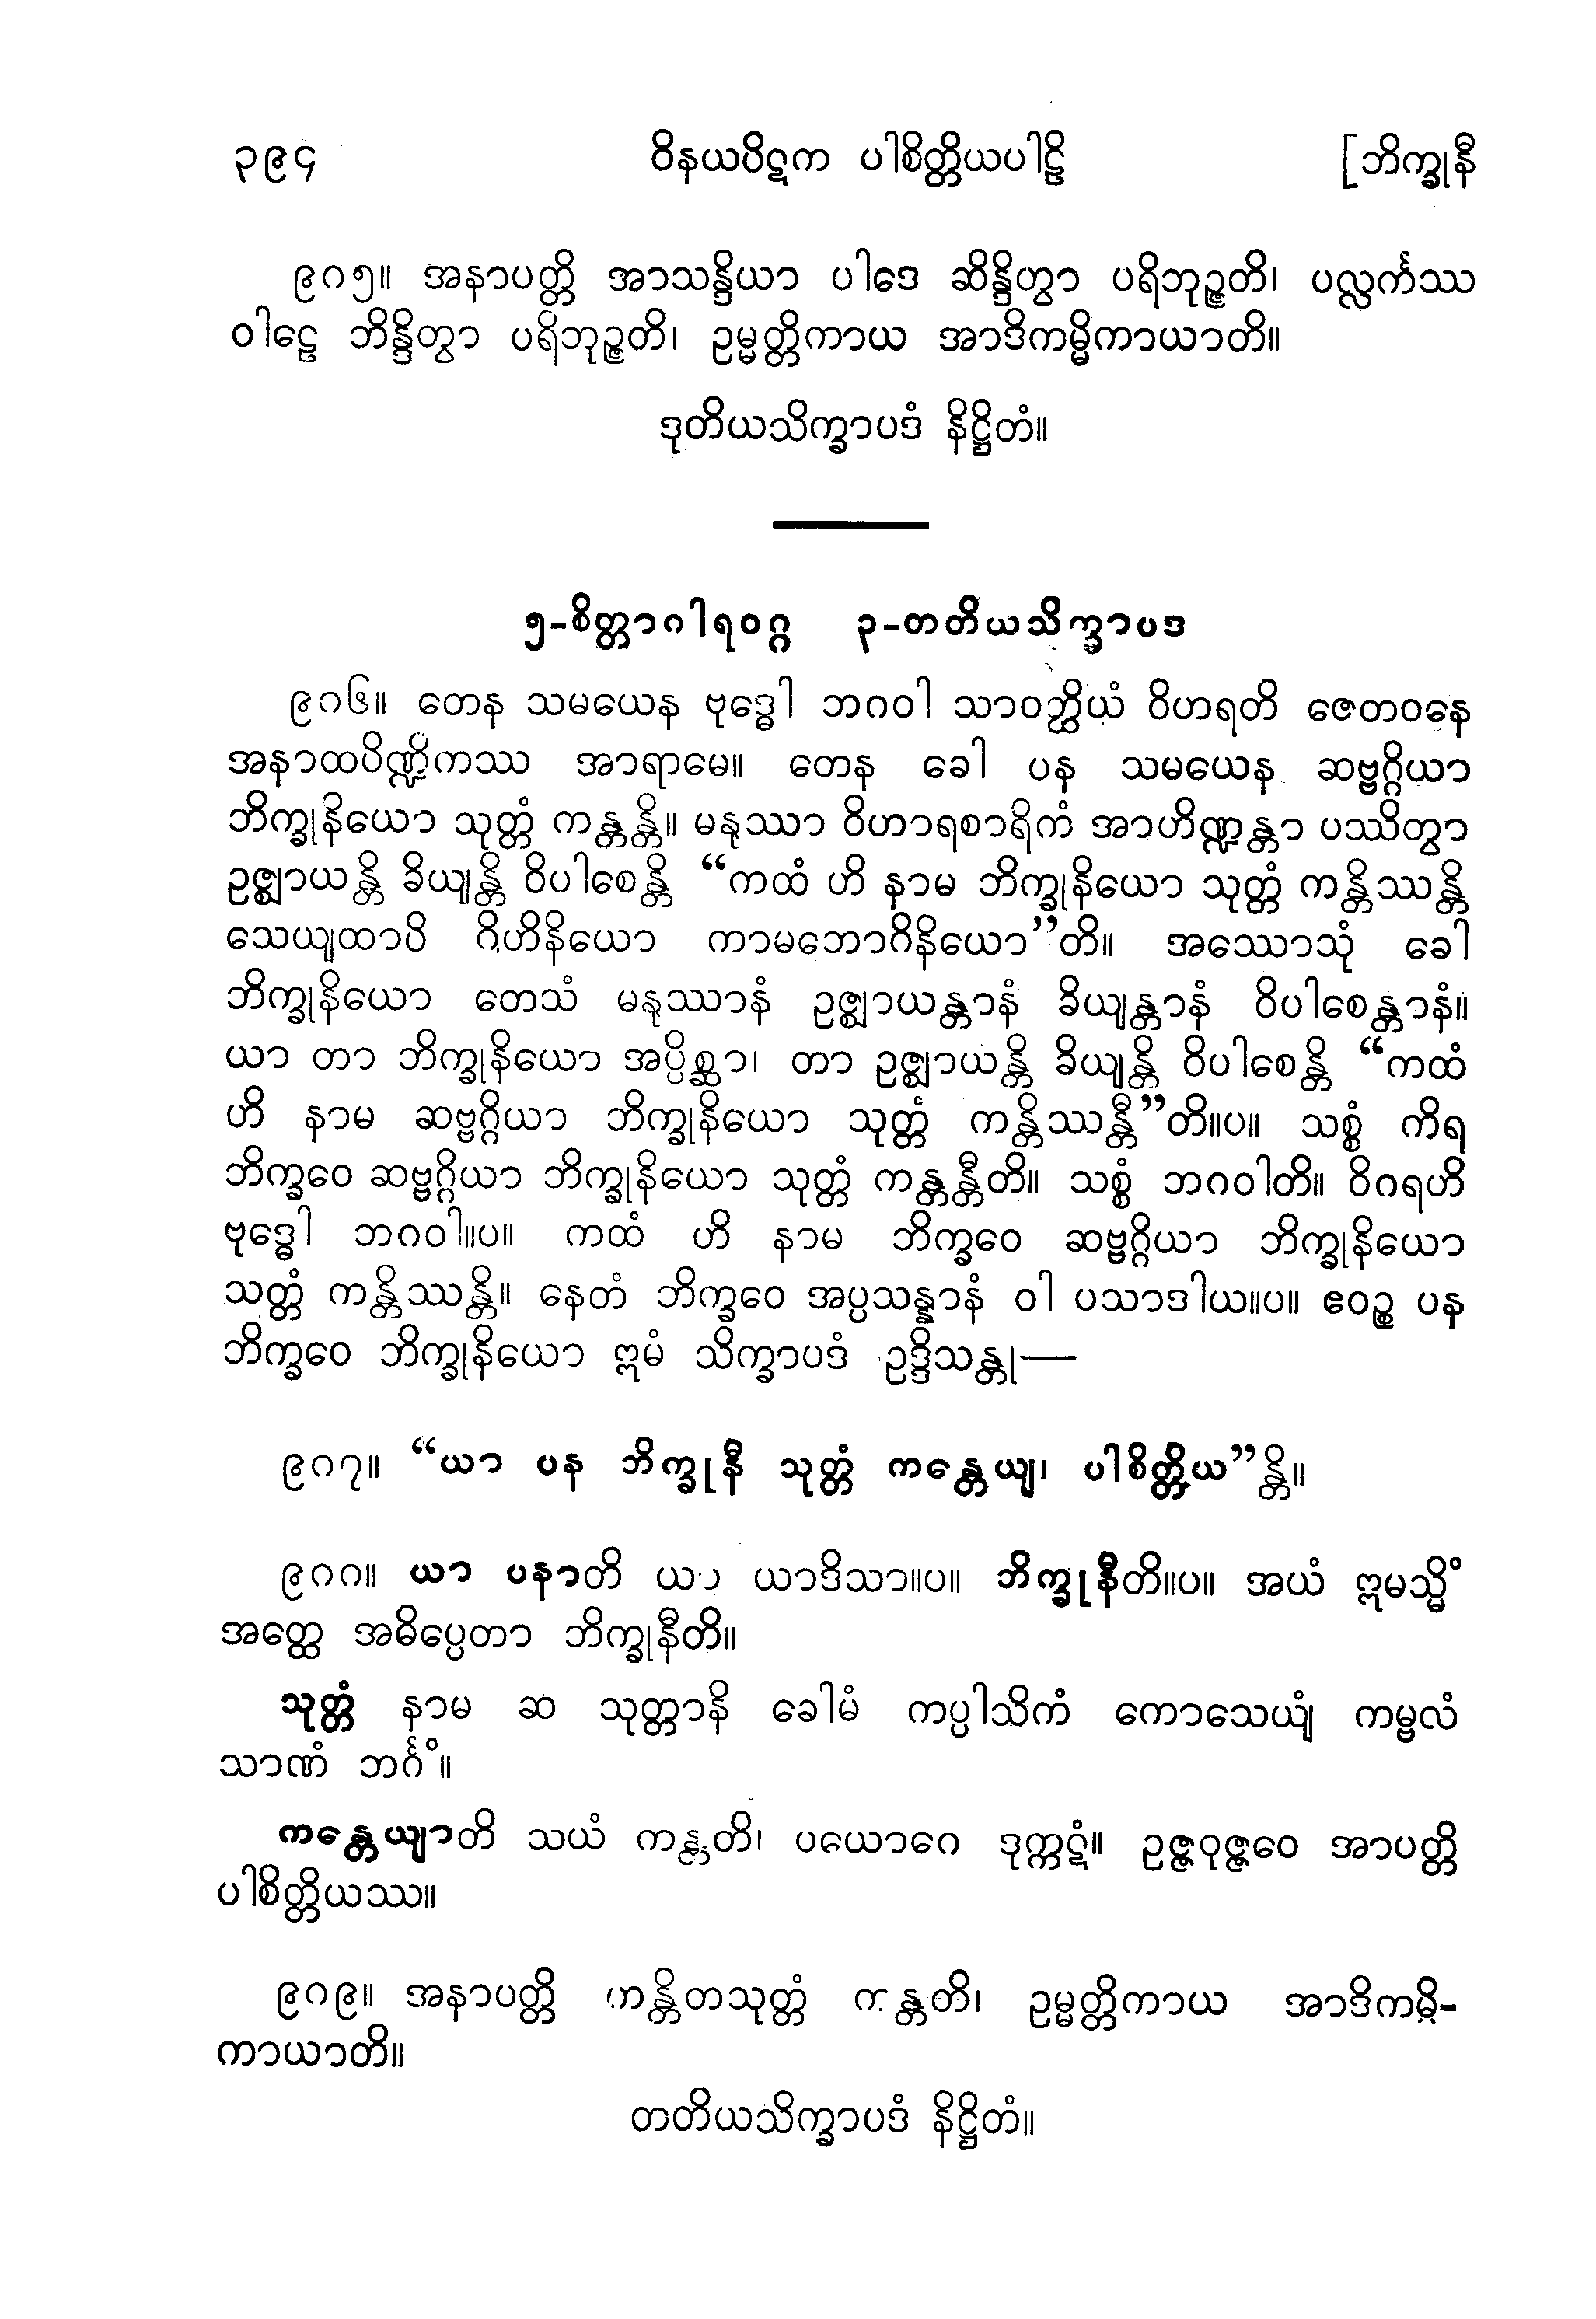 ၃၉၄ ဝိနယပိဋက ပါစိတ္တိယပါဠိ [ဘိက္ခုနီ
၉၈၅။ အနာပတ္တိ အာသန္ဒိယာ ပါဒေ ဆိန္ဒိတွာ ပရိဘုဉ္ဇတိ၊ ပလ္လင်္ကဿ
ဝါဠေ ဘိန္ဒိတွာ ပရိဘုဉ္ဇတိ၊ ဥမ္မတ္တိကာယ အာဒိကမ္မိကာယာတိ။
ဒုတိယသိက္ခာပဒံ နိဋ္ဌိတံ။
၅-စိတ္တာဂါရဝဂ္ဂ ၃-တတိယသိက္ခာပဒ
၉၈၆။ တေန သမယေန ဗုဒ္ဓေါ ဘဂဝါ သာဝတ္ထိယံ ဝိဟရတိ ဇေတဝနေ
အနာထပိဏ္ဍိကဿ အာရာမေ။ တေန ခေါ ပန သမယေန ဆဗ္ဗဂ္ဂိယာ
ဘိက္ခုနိယော သုတ္တံ ကန္တန္တိ။ မနုဿာ ဝိဟာရစာရိကံ အာဟိဏ္ဍန္တာ ပဿိတွာ
ဥဇ္ဈာယန္တိ ခိယျန္တိ ဝိပါစေန္တိ “ကထံ ဟိ နာမ ဘိက္ခုနိယော သုတ္တံ ကန္တိဿန္တိ
သေယျထာပိ ဂိဟိနိယော ကာမဘောဂိနိယော”တိ။ အဿောသုံ ခေါ
ဘိက္ခုနိယော တေသံ မနုဿာနံ ဥဇ္ဈာယန္တာနံ ခိယျန္တာနံ ဝိပါစေန္တာနံ။
ယာ တာ ဘိက္ခုနိယော အပ္ပိစ္ဆာ၊ တာ ဥဇ္ဈာယန္တိ ခိယျန္တိ ဝိပါစေန္တိ “ကထံ
ဟိ နာမ ဆဗ္ဗဂ္ဂိယာ ဘိက္ခုနိယော သုတ္တံ ကန္တိဿန္တီ”တိ။ပ။ သစ္စံ ကိရ
ဘိက္ခဝေ ဆဗ္ဗဂ္ဂိယာ ဘိက္ခုနိယော သုတ္တံ ကန္တန္တီတိ။ သစ္စံ ဘဂဝါတိ။ ဝိဂရဟိ
ဗုဒ္ဓေါ ဘဂဝါ။ပ။ ကထံ ဟိ နာမ ဘိက္ခဝေ ဆဗ္ဗဂ္ဂိယာ ဘိက္ခုနိယော
သတ္တံ ကန္တိဿန္တိ။ နေတံ ဘိက္ခဝေ အပ္ပသန္နာနံ ဝါ ပသာဒါယ။ပ။ ဧဝဉ္စ ပန
ဘိက္ခဝေ ဘိက္ခုနိယော ဣမံ သိက္ခာပဒံ ဥဒ္ဒိသန္တု—
၉၈၇။ “ယာ ပန ဘိက္ခုနီ သုတ္တံ ကန္တေယျ၊ ပါစိတ္တိယ”န္တိ။
၉၈၈။ ယာ ပနာတိ ယာ ယာဒိသာ။ပ။ ဘိက္ခုနီတိ။ပ။ အယံ ဣမသ္မိံ
အတ္ထေ အဓိပ္ပေတာ ဘိက္ခုနီတိ။
သုတ္တံ နာမ ဆ သုတ္တာနိ ခေါမံ ကပ္ပါသိကံ ကောသေယျံ ကမ္ဗလံ
သာဏံ ဘင်္ဂံ။
ကန္တေယျာတိ သယံ ကန္တတိ၊ ပယောဂေ ဒုက္ကဋံ။ ဥဇ္ဇဝုဇ္ဇဝေ အာပတ္တိ
ပါစိတ္တိယဿ။
၉၈၉။ အနာပတ္တိ ကန္တိတသုတ္တံ ကန္တတိ၊ ဥမ္မတ္တိကာယ အာဒိကမ္မိ-
ကာယာတိ။
တတိယသိက္ခာပဒံ နိဋ္ဌိတံ။